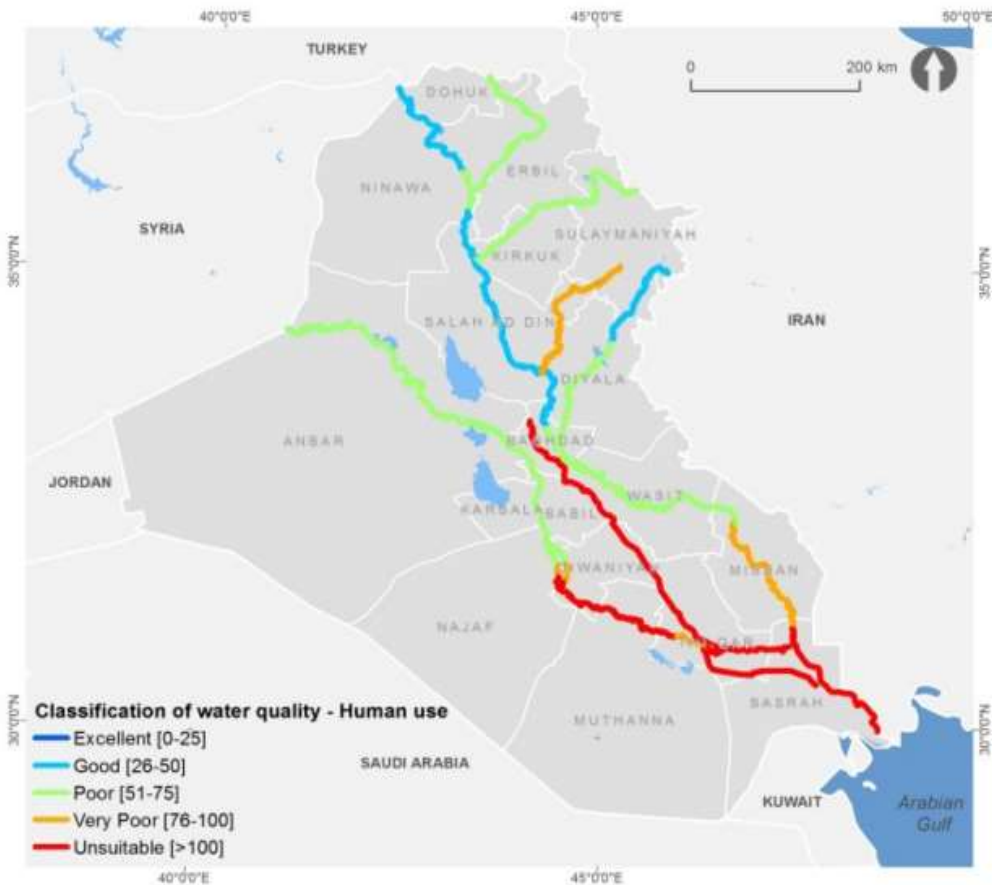 40°0'0"E
45°0'0"E
50°0'0"E
TURKEY
0
200 km
DOHUK
ERBIL
NINAWA
SYRIA
SULAYMANIYAH
KIRKUK
35°0'0"N
35°0'0"N
IRAN
SALAH AD DIN
DIYALA
ANBAR
BAGHDAD
JORDAN
WASIT
KARBALA
BABIL
MISSAN
NAJAF
SASRAH
MUTHANNA
30°0'0"N
30°0'0"N
Classification of water quality - Human use
Excellent [0-25]
Good [26-50]
Poor [51-75]
Very Poor [76-100]
Unsuitable [>100]
SAUDI ARABIA
KUWAIT
Arabian
Gulf
40°0'0"E
45°0'0"E